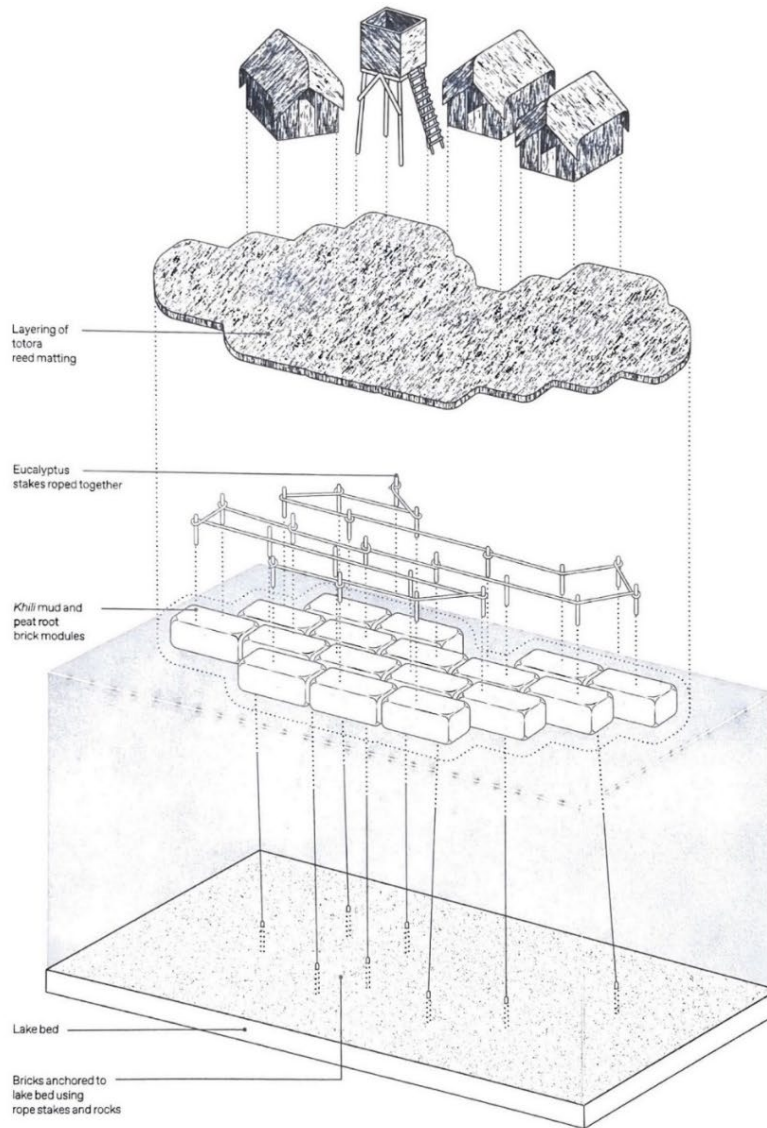 Layering of
totora
reed matting
Eucalyptus
stakes roped together
Khili mud and
peat root
brick modules
Lake bed
Bricks anchored to
lake bed using
rope stakes and rocks